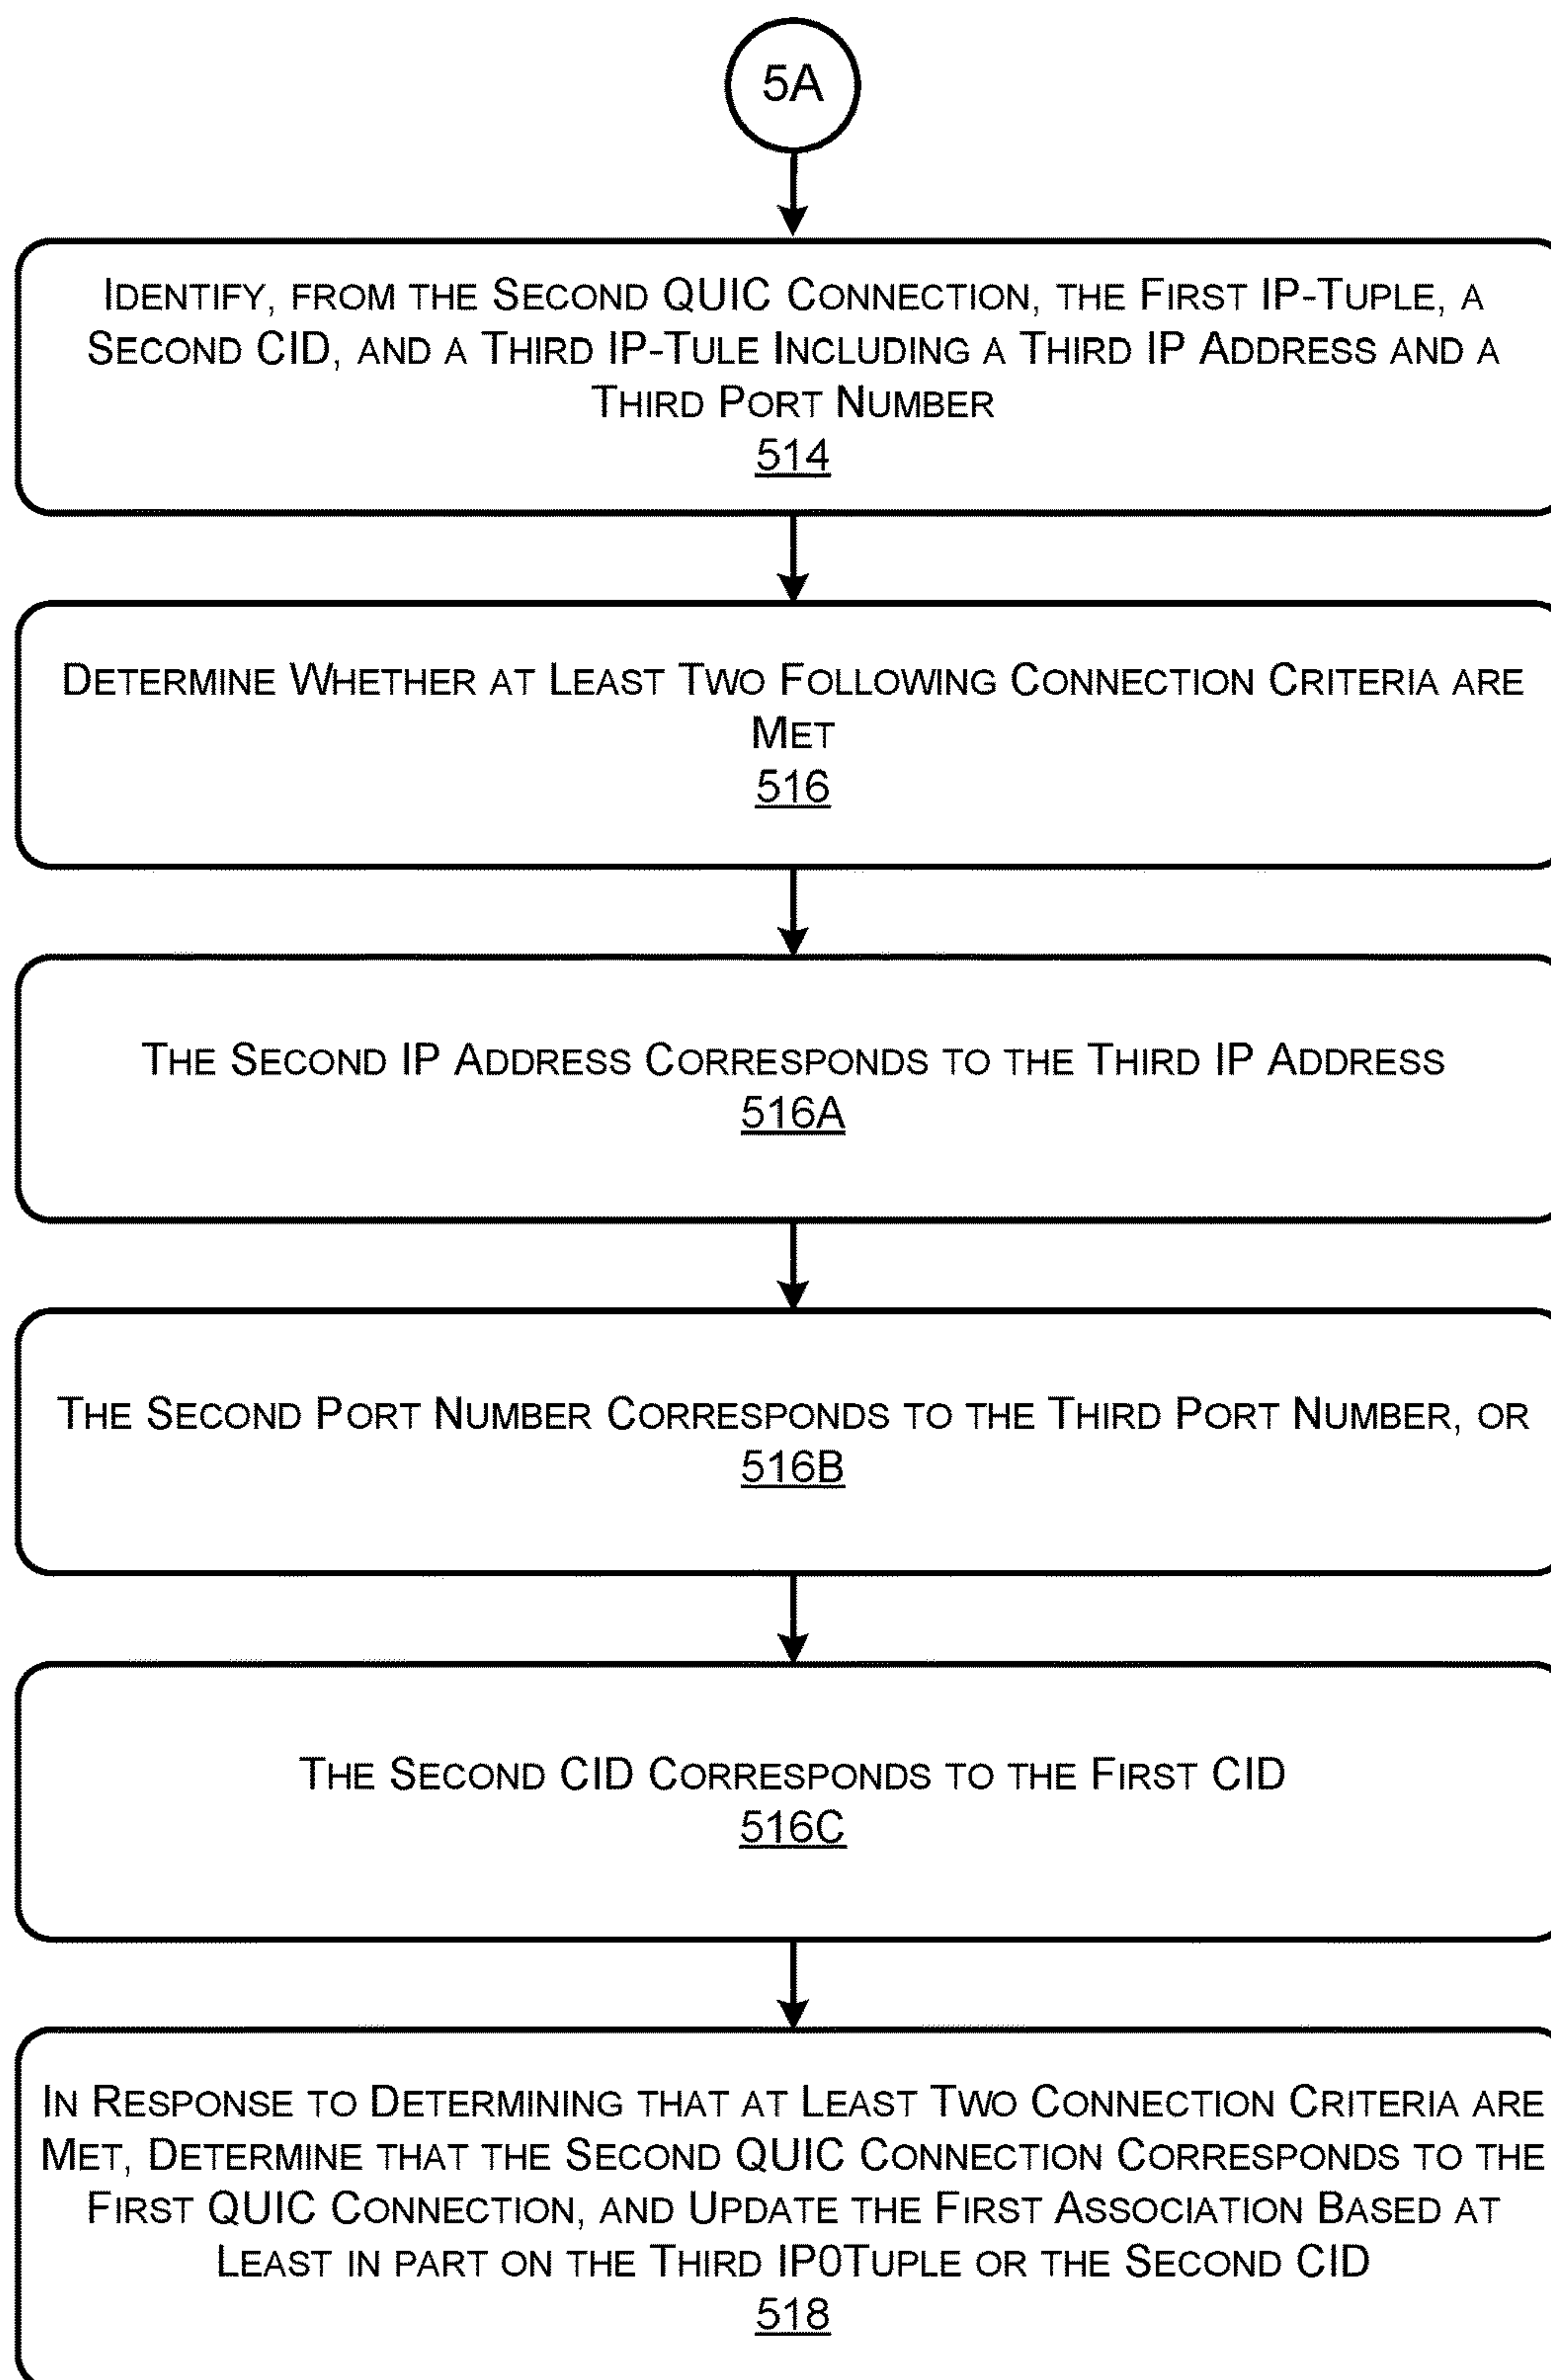 5A
IDENTIFY, FROM THE SECOND QUIC CONNECTION, THE FIRST IP-TUPLE, A
SECOND CID, AND A THIRD IP-TULE INCLUDING A THIRD IP ADDRESS AND A
THIRD PORT NUMBER
514
DETERMINE WHETHER AT LEAST TWO FOLLOWING CONNECTION CRITERIA ARE
MET
516
THE SECOND IP ADDRESS CORRESPONDS TO THE THIRD IP ADDRESS
516A
THE SECOND PORT NUMBER CORRESPONDS TO THE THIRD PORT NUMBER, OR
516B
THE SECOND CID CORRESPONDS TO THE FIRST CID
516C
IN RESPONSE TO DETERMINING THAT AT LEAST TWO CONNECTION CRITERIA ARE
MET, DETERMINE THAT THE SECOND QUIC CONNECTION CORRESPONDS TO THE
FIRST QUIC CONNECTION, AND UPDATE THE FIRST ASSOCIATION BASED AT
LEAST IN PART ON THE THIRD IP0TUPLE OR THE SECOND CID
518